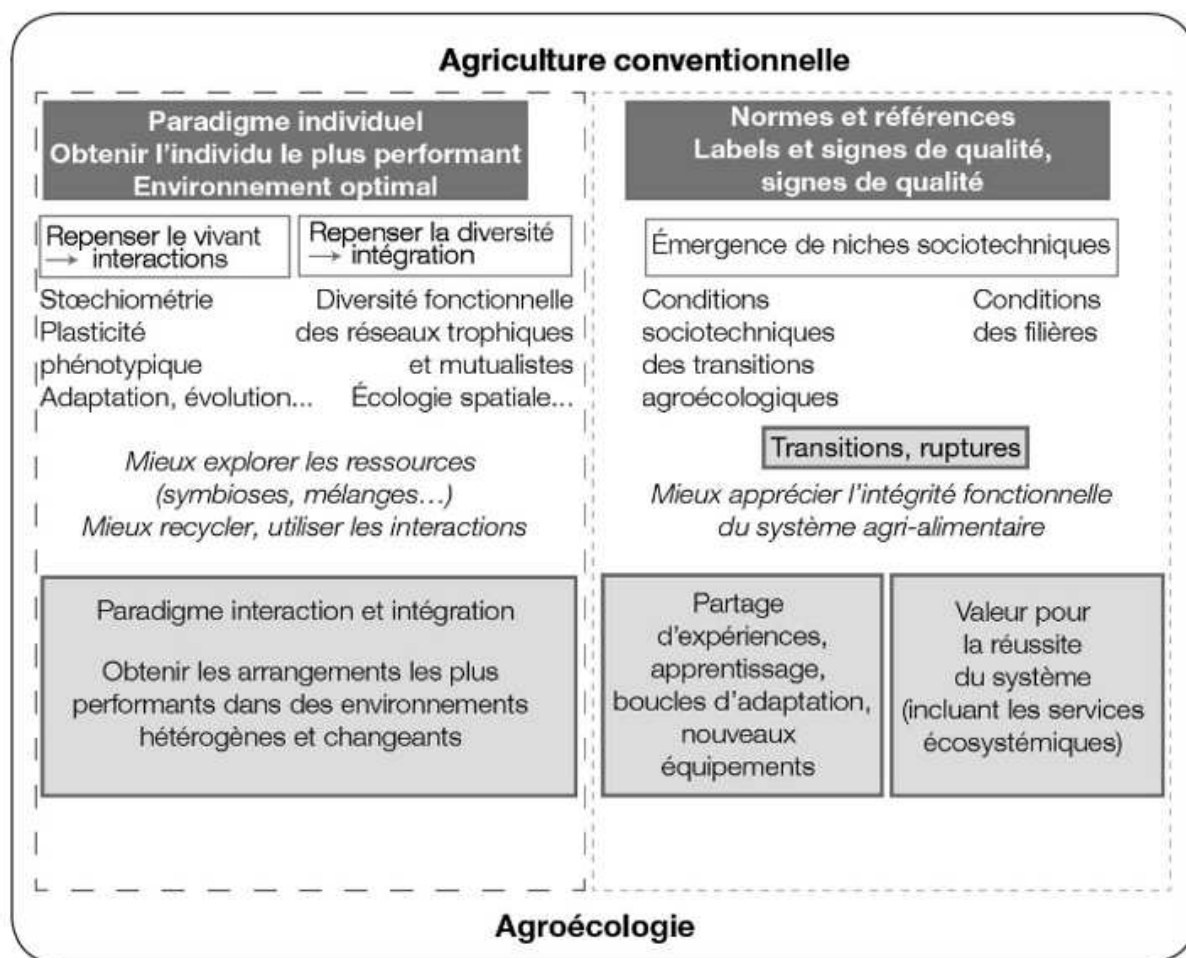 Agriculture conventionnelle
Paradigme individuel
Obtenir l'individu le plus performant
Environnement optimal
Repenser le vivant
→ interactions
Repenser la diversité
→ intégration
Stœchiométrie
Plasticité
phénotypique
Adaptation, évolution...
Diversité fonctionnelle
des réseaux trophiques
et mutualistes
Écologie spatiale...
Mieux explorer les ressources
(symbioses, mélanges…)
Mieux recycler, utiliser les interactions
Paradigme interaction et intégration
Obtenir les arrangements les plus
performants dans des environnements
hétérogènes et changeants
Normes et références
Labels et signes de qualité,
signes de qualité
Émergence de niches sociotechniques
Conditions
sociotechniques
des transitions
agroécologiques
Conditions
des filières
Transitions, ruptures
Mieux apprécier l'intégrité fonctionnelle
du système agri-alimentaire
Partage
d'expériences,
apprentissage,
boucles d'adaptation,
nouveaux
équipements
Valeur pour
la réussite
du système
(incluant les services
écosystémiques)
Agroécologie